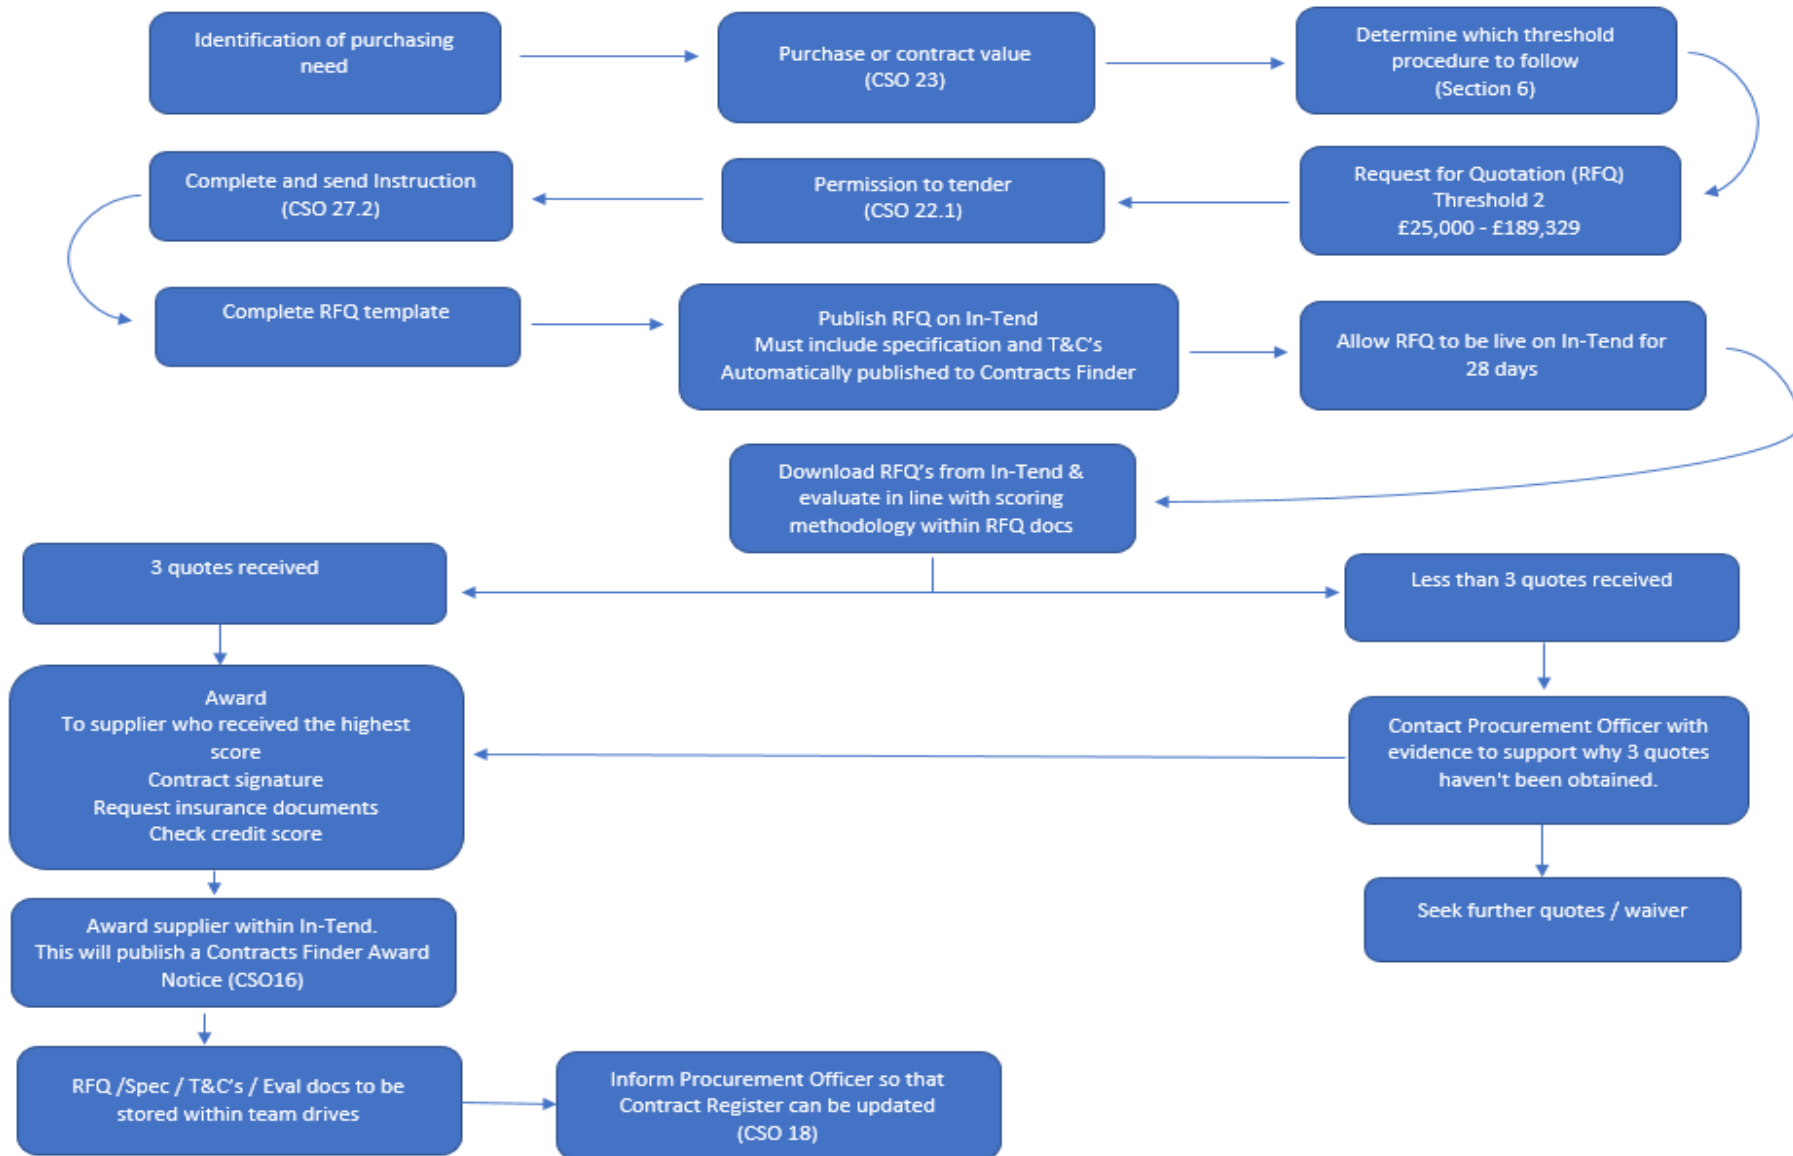 Identification of purchasing
need
Purchase or contract value
(CSO 23)
Determine which threshold
procedure to follow
(Section 6)
Request for Quotation (RFQ)
Threshold 2
£25,000 - £189,329
Permission to tender
(CSO 22.1)
Complete and send Instruction
(CSO 27.2)
Complete RFQ template
Publish RFQ on In-Tend
Must include specification and T&C's
Automatically published to Contracts Finder
Allow RFQ to be live on In-Tend for
28 days
Download RFQ's from In-Tend &
evaluate in line with scoring
methodology within RFQ docs
3 quotes received
Less than 3 quotes received
Award
To supplier who received the highest
score
Contract signature
Request insurance documents
Check credit score
Contact Procurement Officer with
evidence to support why 3 quotes
haven't been obtained.
Seek further quotes / waiver
Award supplier within In-Tend.
This will publish a Contracts Finder Award
Notice (CSO16)
RFQ /Spec / T&C's / Eval docs to be
stored within team drives
Inform Procurement Officer so that
Contract Register can be updated
(CSO 18)